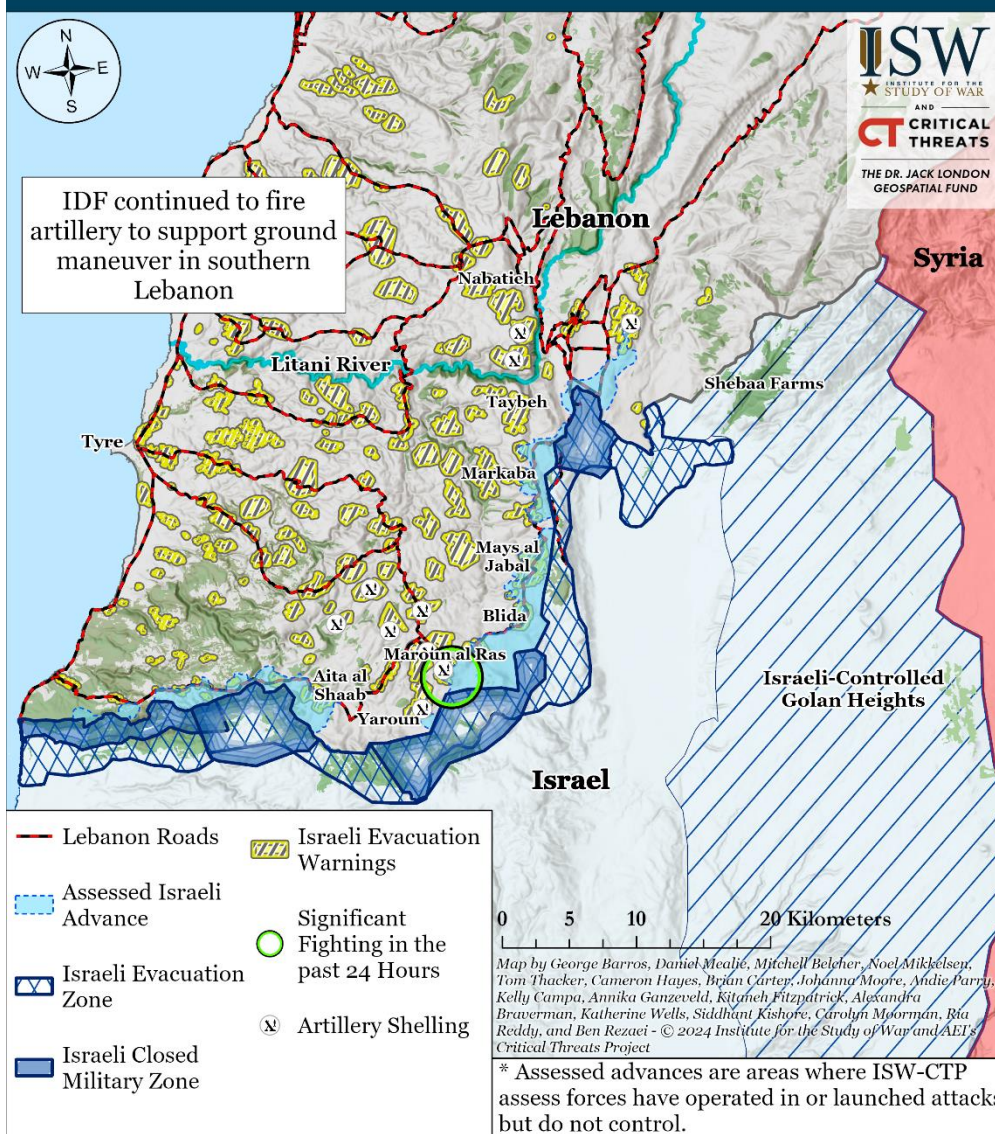 N
W E
S
ISW
INSTITUTE FOR THE
STUDY OF WAR
AND
CT CRITICAL
THREATS
THE DR. JACK LONDON
GEOSPATIAL FUND
IDF continued to fire
artillery to support ground
maneuver in southern
Lebanon
Lebanon
Syria
Nabatieh
Litani River
Shebaa Farms
Taybeh
Tyre
Markaba
Mays al
Jabal
Blida
Maroun al Ras
Aita al
Shaab
Yaroun
Israeli-Controlled
Golan Heights
Israel
Lebanon Roads
Assessed Israeli
Advance
Israeli Evacuation
Zone
Israeli Closed
Military Zone
Israeli Evacuation
Warnings
Significant
Fighting in the
past 24 Hours
Artillery Shelling
0 5 10 20 Kilometers
Map by George Barros, Daniel Mealie, Mitchell Belcher, Noel Mikkelsen,
Tom Thacker, Cameron Hayes, Brian Carter, Johanna Moore, Andie Parry,
Kelly Campa, Annika Ganzeveld, Kitaneh Fitzpatrick, Alexandra
Braverman, Katherine Wells, Siddhant Kishore, Carolyn Moorman, Ria
Reddy, and Ben Rezaei - © 2024 Institute for the Study of War and AEI's
Critical Threats Project
* Assessed advances are areas where ISW-CTP
assess forces have operated in or launched attacks
but do not control.